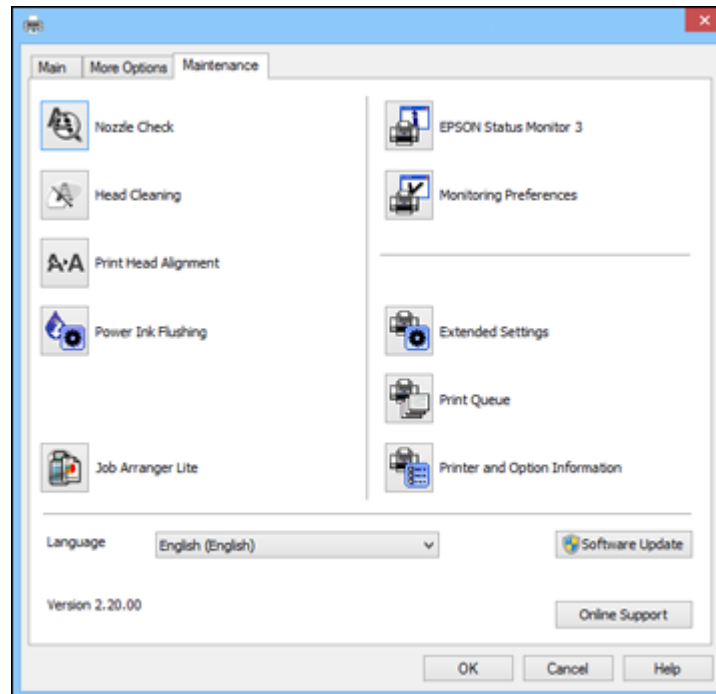 Main
More Options
Maintenance
Nozzle Check
EPSON Status Monitor 3
Head Cleaning
Monitoring Preferences
A·A Print Head Alignment
Power Ink Flushing
Extended Settings
Print Queue
Job Arranger Lite
Printer and Option Information
Language
English (English)
Software Update
Version 2.20.00
Online Support
OK
Cancel
Help